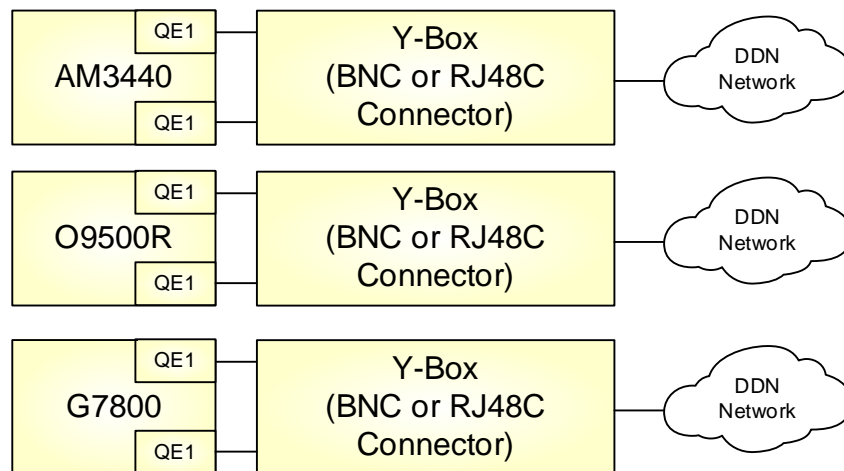 QE1
AM3440
QE1
Y-Box
(BNC or RJ48C
Connector)
DDN
Network
QE1
O9500R
QE1
Y-Box
(BNC or RJ48C
Connector)
DDN
Network
QE1
G7800
QE1
Y-Box
(BNC or RJ48C
Connector)
DDN
Network